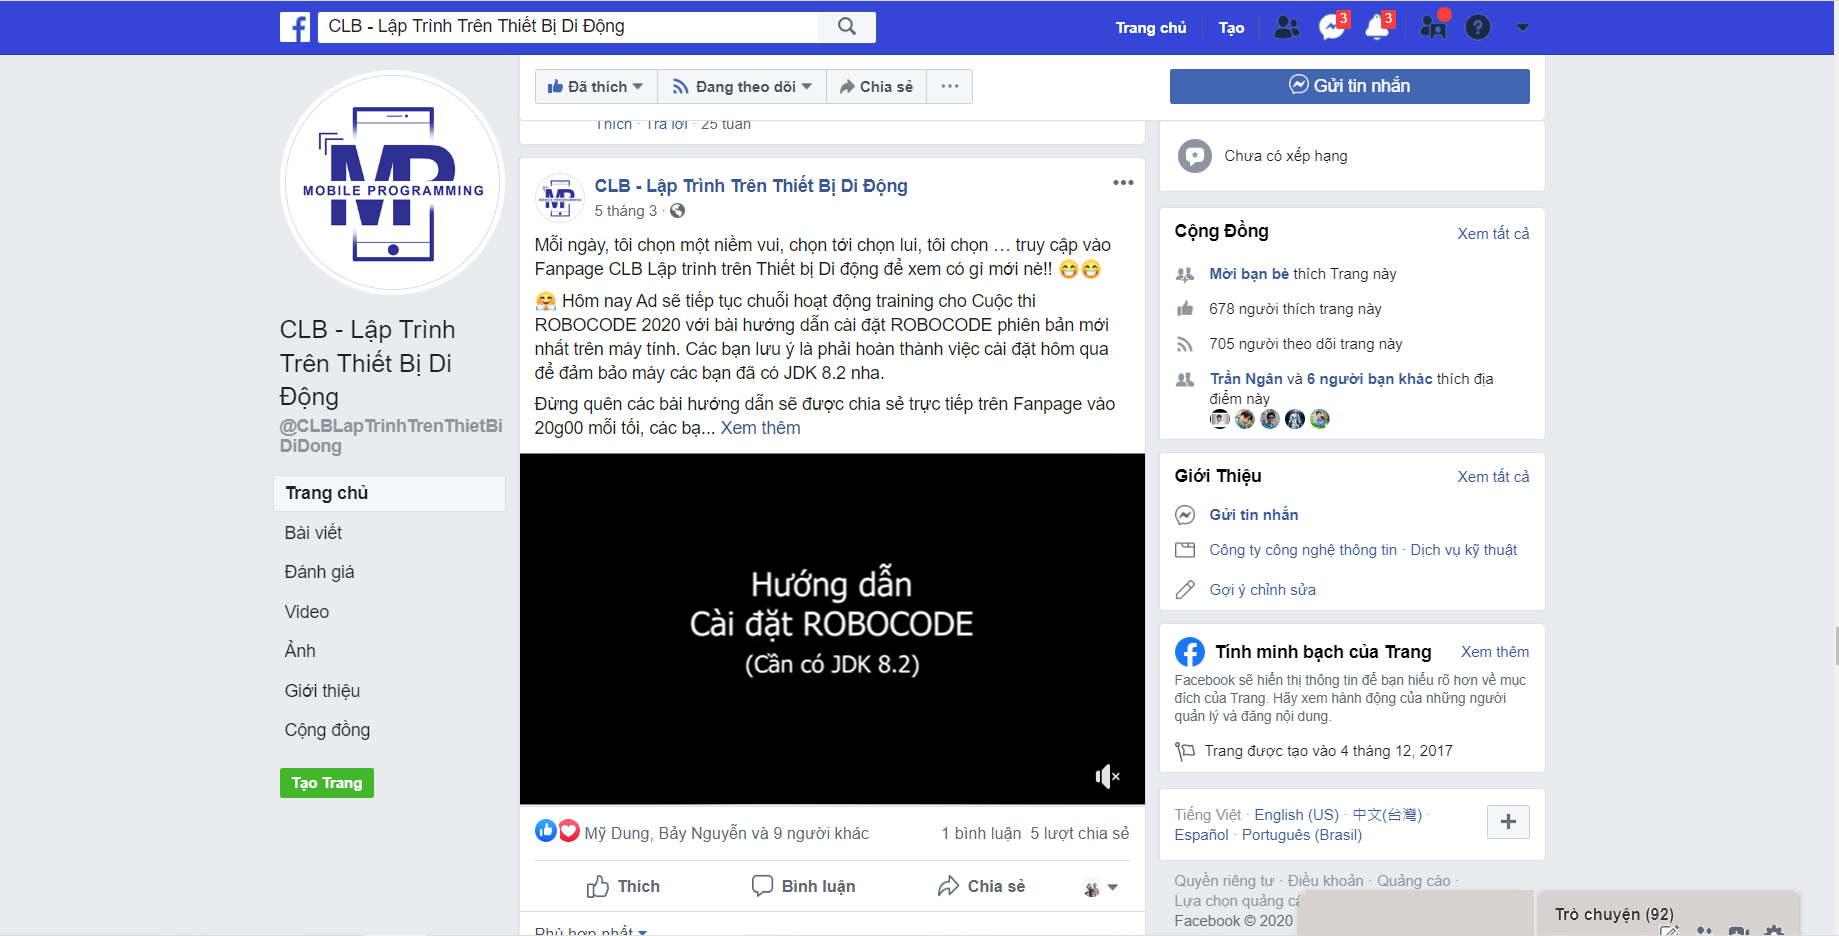 CLB - Lập Trình Trên Thiết Bị Di Động
Trang chủ
Tạo
3
3
?
MOBILE PROGRAMMING
CLB - Lập Trình
Trên Thiết Bị Di
Động
@CLBLapTrinhTrenThietBi
DiDong
Trang chủ
Bài viết
Đánh giá
Video
Ảnh
Giới thiệu
Cộng đồng
Tạo Trang
Đã thích
Đang theo dõi
Chia sẻ
Gửi tin nhắn
Thích · Trả lời · 25 tuần
CLB - Lập Trình Trên Thiết Bị Di Động
5 tháng 3 ·
Mỗi ngày, tôi chọn một niềm vui, chọn tới chọn lui, tôi chọn … truy cập vào
Fanpage CLB Lập trình trên Thiết bị Di động để xem có gì mới nè!! 😁😁
🤗 Hôm nay Ad sẽ tiếp tục chuỗi hoạt động training cho Cuộc thi
ROBOCODE 2020 với bài hướng dẫn cài đặt ROBOCODE phiên bản mới
nhất trên máy tính. Các bạn lưu ý là phải hoàn thành việc cài đặt hôm qua
để đảm bảo máy các bạn đã có JDK 8.2 nha.
Đừng quên các bài hướng dẫn sẽ được chia sẻ trực tiếp trên Fanpage vào
20g00 mỗi tối, các bạ... Xem thêm
Hướng dẫn
Cài đặt ROBOCODE
(Cần có JDK 8.2)
Mỹ Dung, Bảy Nguyễn và 9 người khác
1 bình luận 5 lượt chia sẻ
Thích
Bình luận
Chia sẻ
Phù hợp nhất
Chưa có xếp hạng
Cộng Đồng
Xem tất cả
Mời bạn bè thích Trang này
678 người thích trang này
705 người theo dõi trang này
Trần Ngân và 6 người bạn khác thích địa
điểm này
Giới Thiệu
Xem tất cả
Gửi tin nhắn
Công ty công nghệ thông tin · Dịch vụ kỹ thuật
Gợi ý chỉnh sửa
Tính minh bạch của Trang
Xem thêm
Facebook sẽ hiển thị thông tin để bạn hiểu rõ hơn về mục
đích của Trang. Hãy xem hành động của những người
quản lý và đăng nội dung.
Trang được tạo vào 4 tháng 12, 2017
Tiếng Việt · English (US) · 中文(台灣) ·
Español · Português (Brasil)
Quyền riêng tư · Điều khoản · Quảng cáo ·
Lựa chọn quảng
Facebook © 2020
Trò chuyện (92)